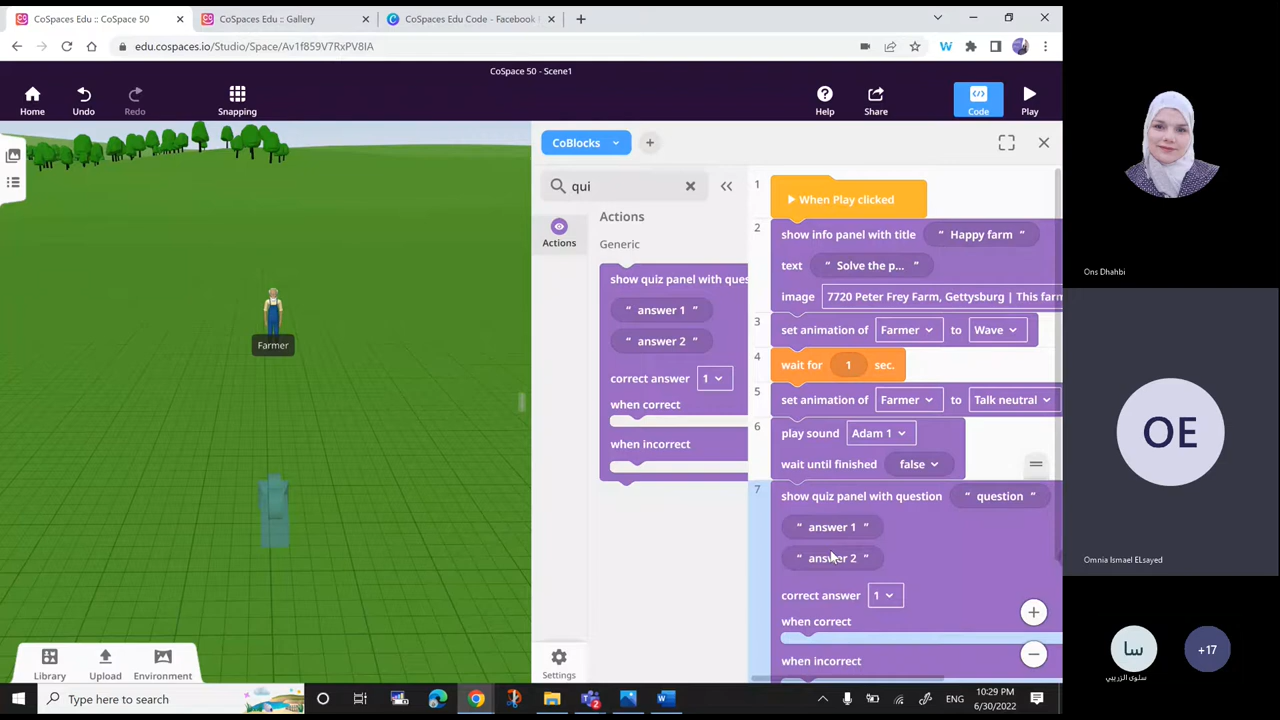 CoSpaces Edu :: CoSpace 50
CoSpaces Edu :: Gallery
CoSpaces Edu Code - Facebook
edu.cospaces.io/Studio/Space/Av1f859V7RxPV8IA
CoSpace 50 - Scene1
Home
Undo
Redo
Snapping
Help
Share
Code
Play
CoBlocks
qui
Actions
Actions
Generic
show quiz panel with ques
“ answer 1 ”
“ answer 2 ”
correct answer 1
when correct
when incorrect
1
When Play clicked
2
show info panel with title “ Happy farm ”
text “ Solve the p... ”
image 7720 Peter Frey Farm, Gettysburg | This farm
3
set animation of Farmer to Wave
4
wait for 1 sec.
5
set animation of Farmer to Talk neutral
6
play sound Adam 1
wait until finished false
7
show quiz panel with question “ question ”
“ answer 1 ”
“ answer 2 ”
correct answer 1
when correct
when incorrect
Farmer
Library
Upload
Environment
Settings
Type here to search
ENG
10:29 PM
6/30/2022
Ons Dhahbi
OE
Omnia Ismael ELsayed
سا
سلوى الزريبي
+17